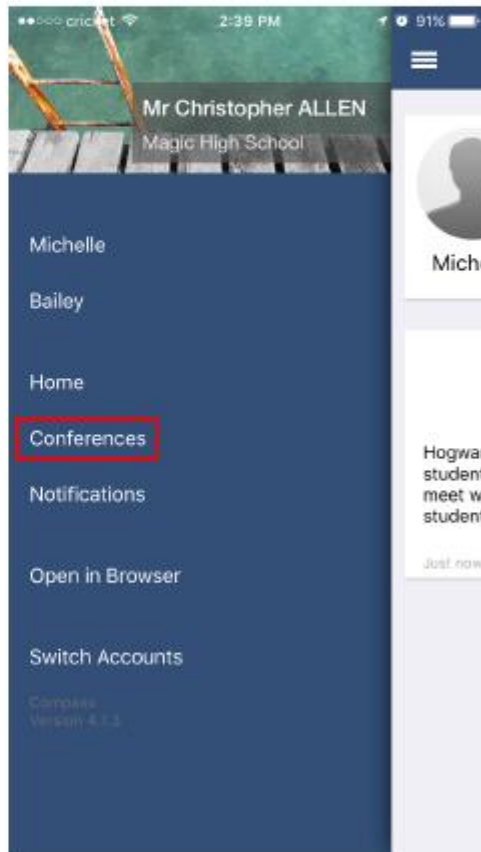 cricket 2:39 PM 91%
Mr Christopher ALLEN
Magic High School
Michelle
Bailey
Home
Conferences
Notifications
Open in Browser
Switch Accounts
Compass
Version 4.1.3
Mich
Hogwa
student
meet w
student
Just now